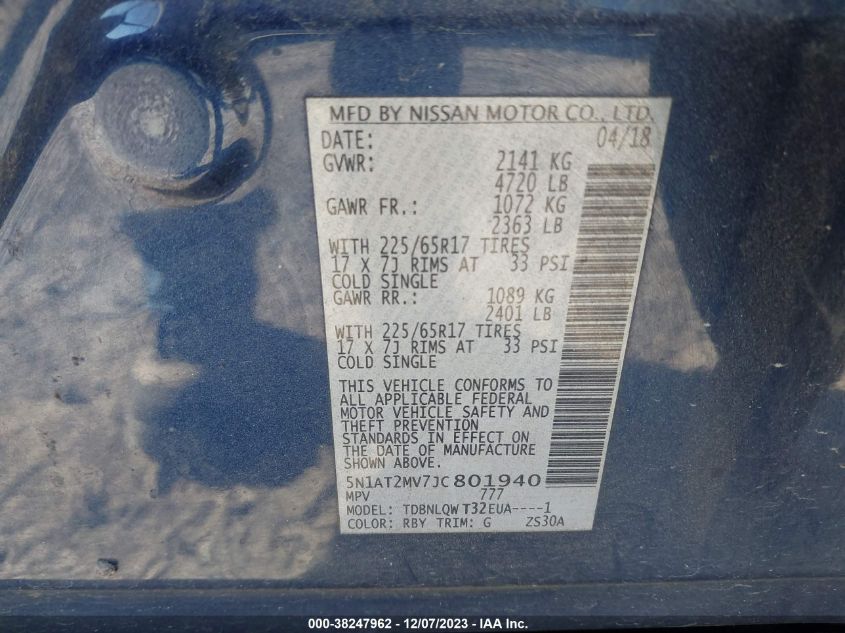 MFD BY NISSAN MOTOR CO., LTD.
DATE: 04/18
GVWR: 2141 KG
4720 LB
GAWR FR.: 1072 KG
2363 LB
WITH 225/65R17 TIRES
17 X 7J RIMS AT 33 PSI
COLD SINGLE
GAWR RR.: 1089 KG
2401 LB
WITH 225/65R17 TIRES
17 X 7J RIMS AT 33 PSI
COLD SINGLE
THIS VEHICLE CONFORMS TO
ALL APPLICABLE FEDERAL
MOTOR VEHICLE SAFETY AND
THEFT PREVENTION
STANDARDS IN EFFECT ON
THE DATE OF MANUFACTURE
SHOWN ABOVE.
5N1AT2MV7JC801940
MPV 777
MODEL: TDBNLQW T32EUA----1
COLOR: RBY TRIM: G ZS30A
000-38247962 - 12/07/2023 - IAA Inc.